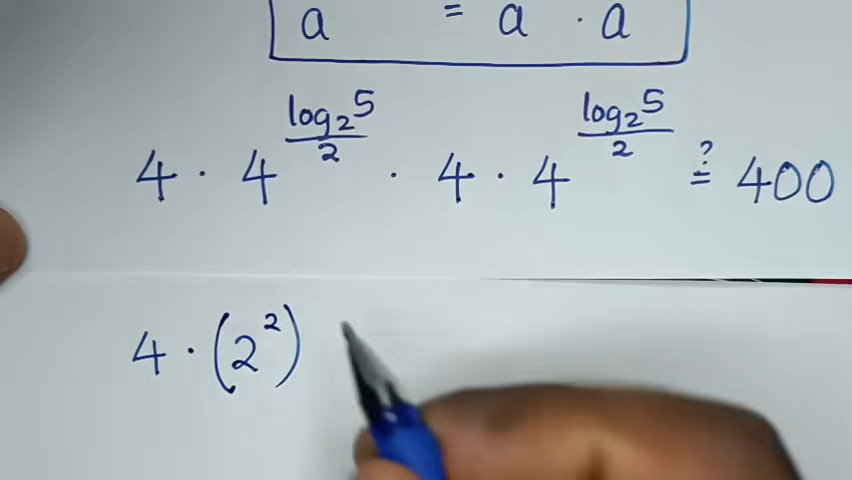 a = a · a
4 · 4^(log₂5/2) · 4 · 4^(log₂5/2) ≟ 400
4 · (2²)